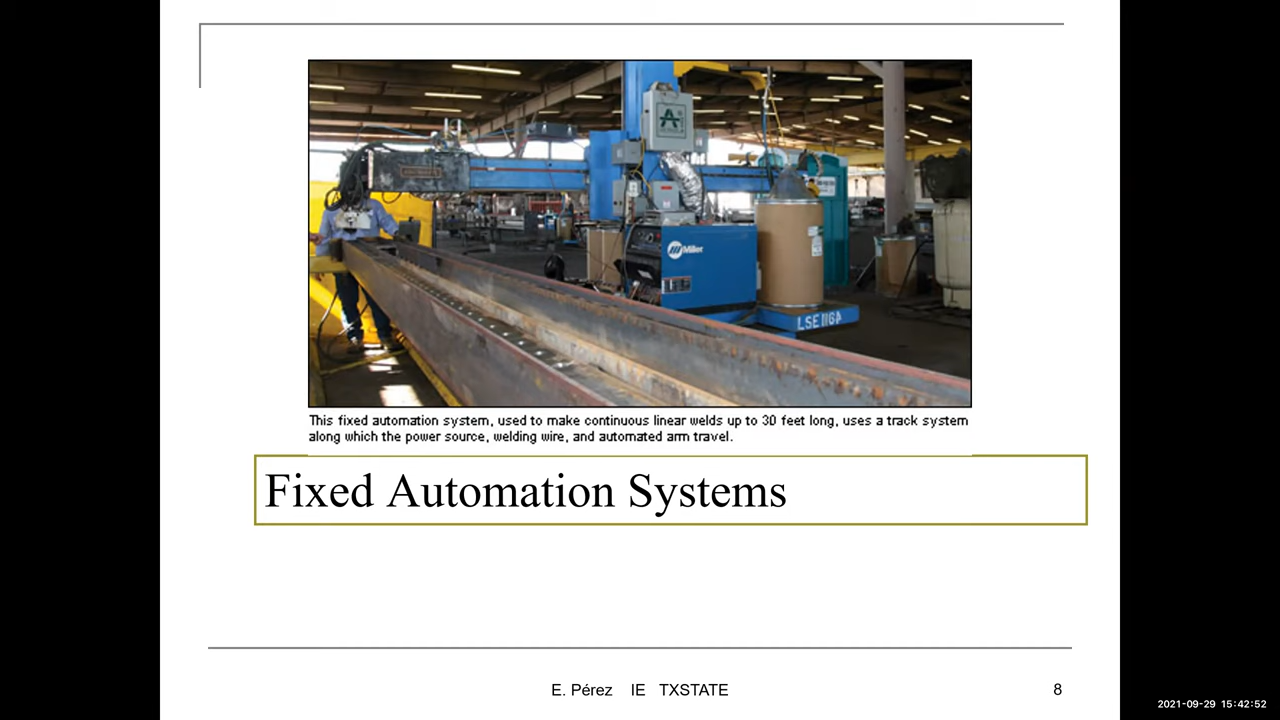 Miller
LSE 116A
This fixed automation system, used to make continuous linear welds up to 30 feet long, uses a track system
along which the power source, welding wire, and automated arm travel.
Fixed Automation Systems
E. Pérez IE TXSTATE
8
2021-09-29 15:42:52